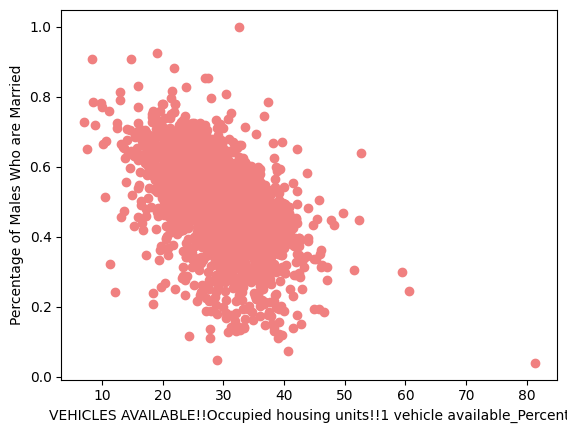 1.0
0.8
0.6
0.4
0.2
0.0
Percentage of Males Who are Married
10 20 30 40 50 60 70 80
VEHICLES AVAILABLE!!Occupied housing units!!1 vehicle available_Percent